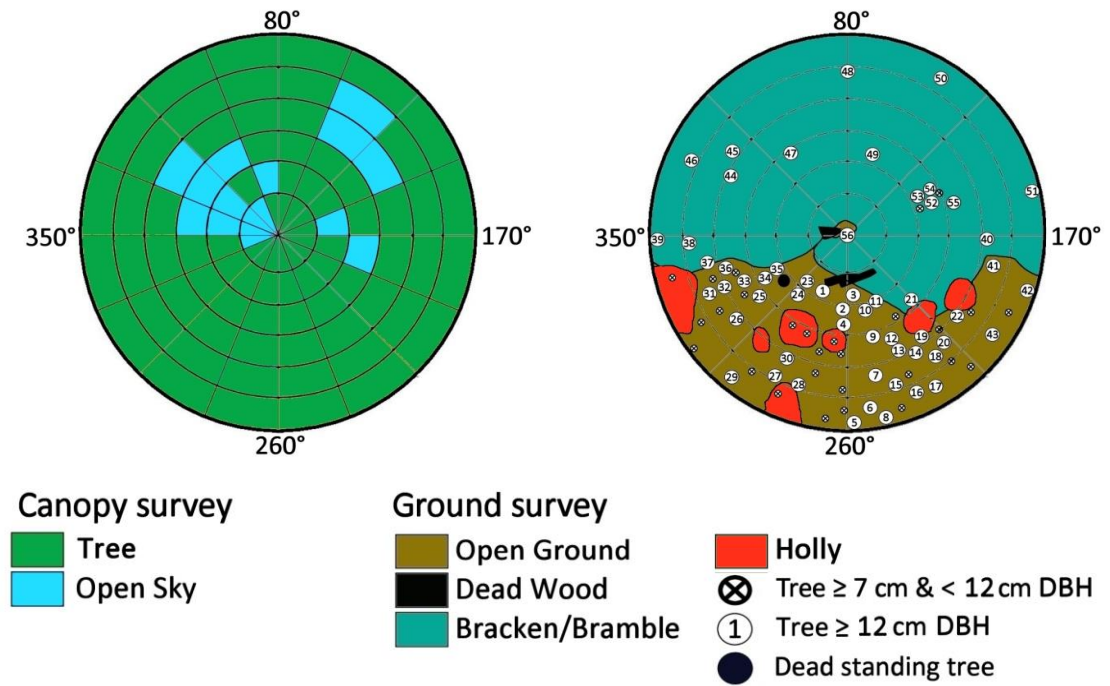 80° 80°
48
50
46 45 47 49
44
54
53 52 55 51
350° 170° 350° 56 170°
39 38 40
37 36 35 41
31 32 33 34 23 42
25 24 1 3 21
26 2 10 11 22
4 43
9 12 19 20
13 14 18
30
29 27 28 7 15 16 17
6
5 8
260° 260°
Canopy survey Ground survey
Tree Open Ground Holly
Open Sky Dead Wood Tree ≥ 7 cm & < 12 cm DBH
Bracken/Bramble 1 Tree ≥ 12 cm DBH
Dead standing tree